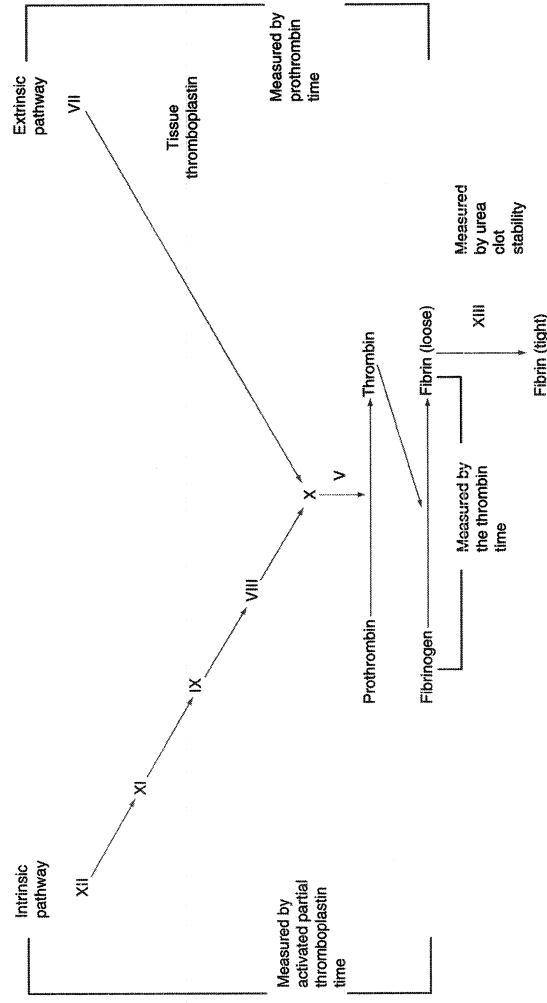 Intrinsic
pathway
Extrinsic
pathway
XII
VII
XI
Tissue
thromboplastin
IX
VIII
X
Measured by
activated partial
thromboplastin
time
Measured by
prothrombin
time
V
Prothrombin
Thrombin
Fibrinogen
Fibrin (loose)
Measured by
the thrombin
time
XIII
Measured
by urea
clot
stability
Fibrin (tight)